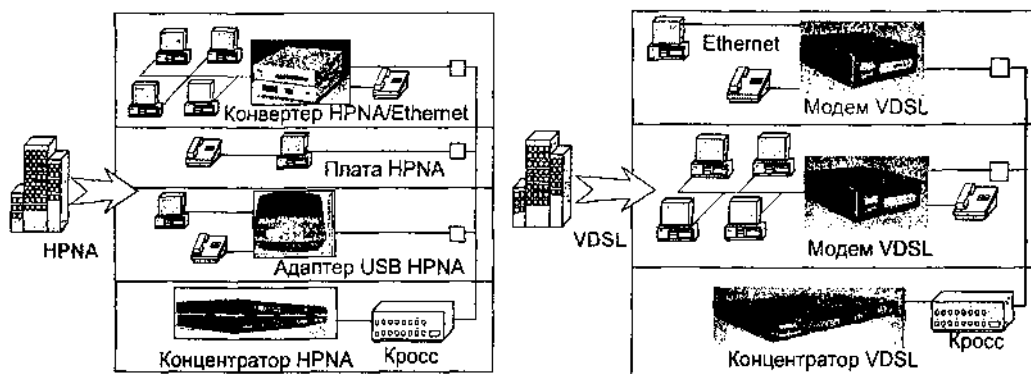 Конвертер HPNA/Ethernet
Плата HPNA
HPNA
Адаптер USB HPNA
Концентратор HPNA
Кросс
Ethernet
Модем VDSL
VDSL
Модем VDSL
Концентратор VDSL
Кросс